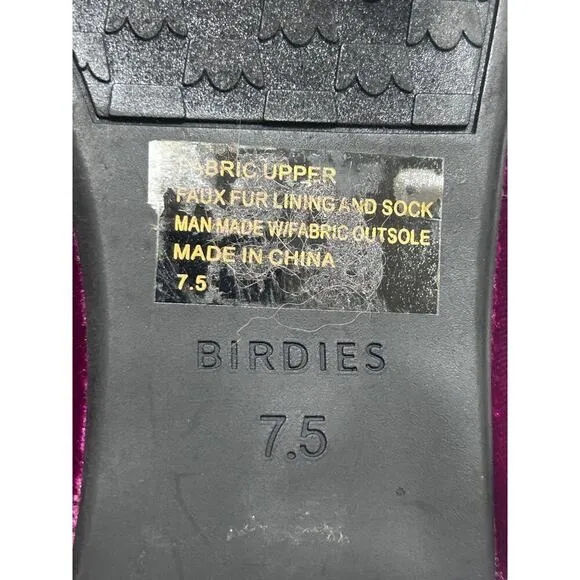 FABRIC UPPER
FAUX FUR LINING AND SOCK
MAN MADE W/FABRIC OUTSOLE
MADE IN CHINA
7.5
BIRDIES
7.5